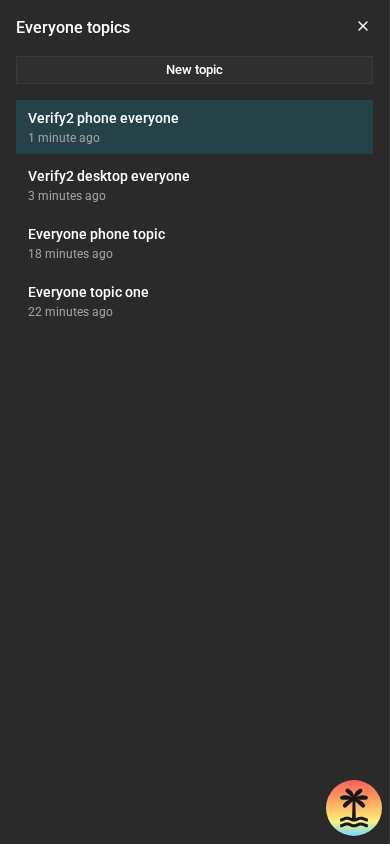 Everyone topics
New topic
Verify2 phone everyone
1 minute ago
Verify2 desktop everyone
3 minutes ago
Everyone phone topic
18 minutes ago
Everyone topic one
22 minutes ago